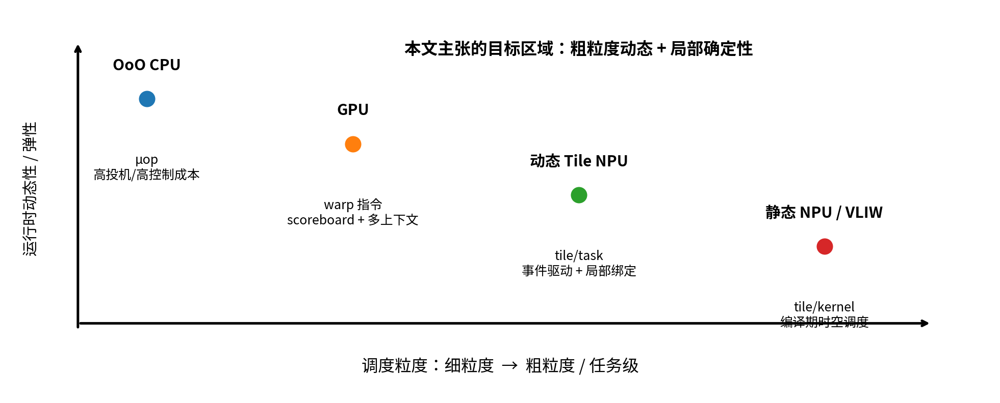 本文主张的目标区域：粗粒度动态 + 局部确定性
OoO CPU
μop
高投机/高控制成本
GPU
warp 指令
scoreboard + 多上下文
动态 Tile NPU
tile/task
事件驱动 + 局部绑定
静态 NPU / VLIW
tile/kernel
编译期时空调度
运行时动态性 / 弹性
调度粒度：细粒度 → 粗粒度 / 任务级